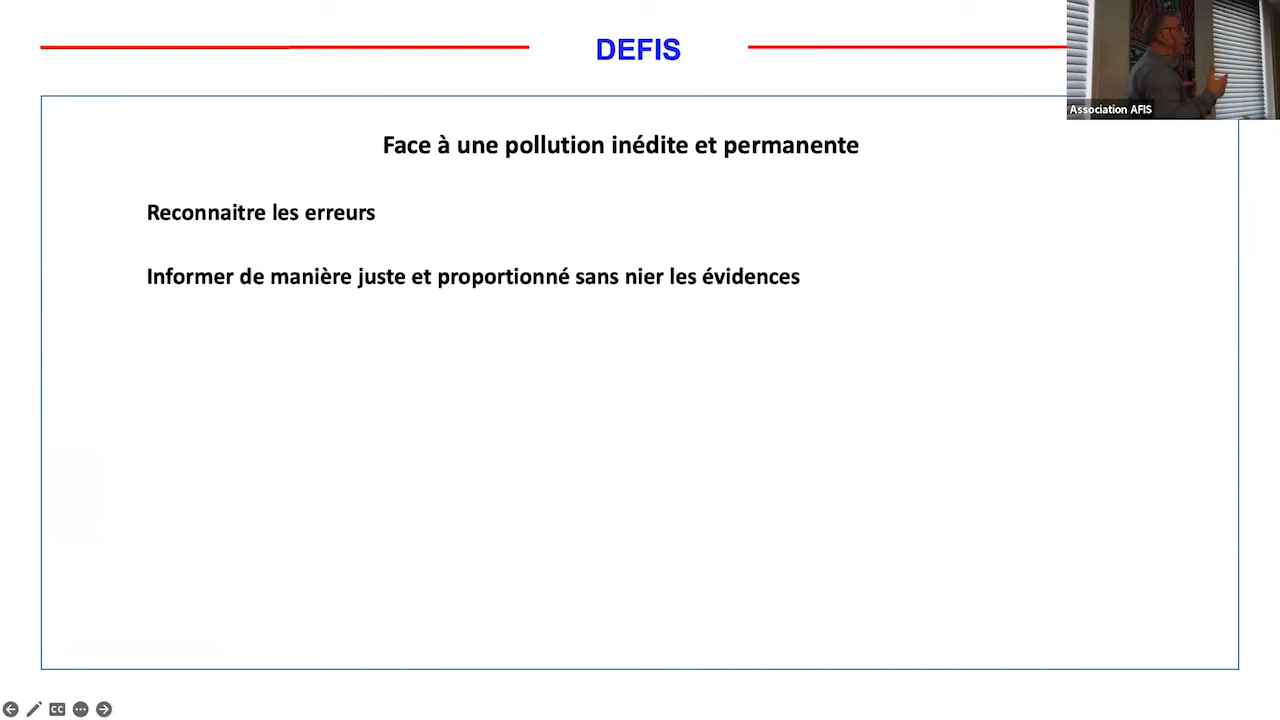 DEFIS
Association AFIS
Face à une pollution inédite et permanente
Reconnaitre les erreurs
Informer de manière juste et proportionné sans nier les évidences
CC